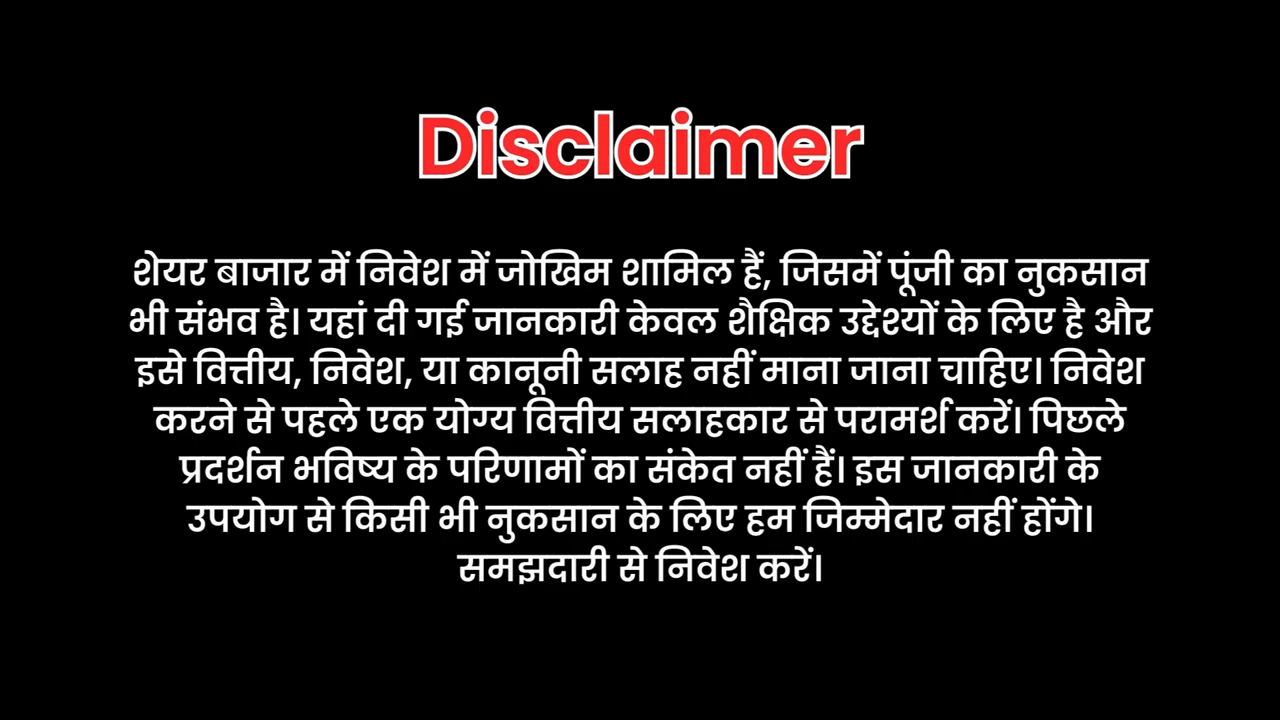 Disclaimer
शेयर बाजार में निवेश में जोखिम शामिल हैं, जिसमें पूंजी का नुकसान
भी संभव है। यहां दी गई जानकारी केवल शैक्षिक उद्देश्यों के लिए है और
इसे वित्तीय, निवेश, या कानूनी सलाह नहीं माना जाना चाहिए। निवेश
करने से पहले एक योग्य वित्तीय सलाहकार से परामर्श करें। पिछले
प्रदर्शन भविष्य के परिणामों का संकेत नहीं हैं। इस जानकारी के
उपयोग से किसी भी नुकसान के लिए हम जिम्मेदार नहीं होंगे।
समझदारी से निवेश करें।